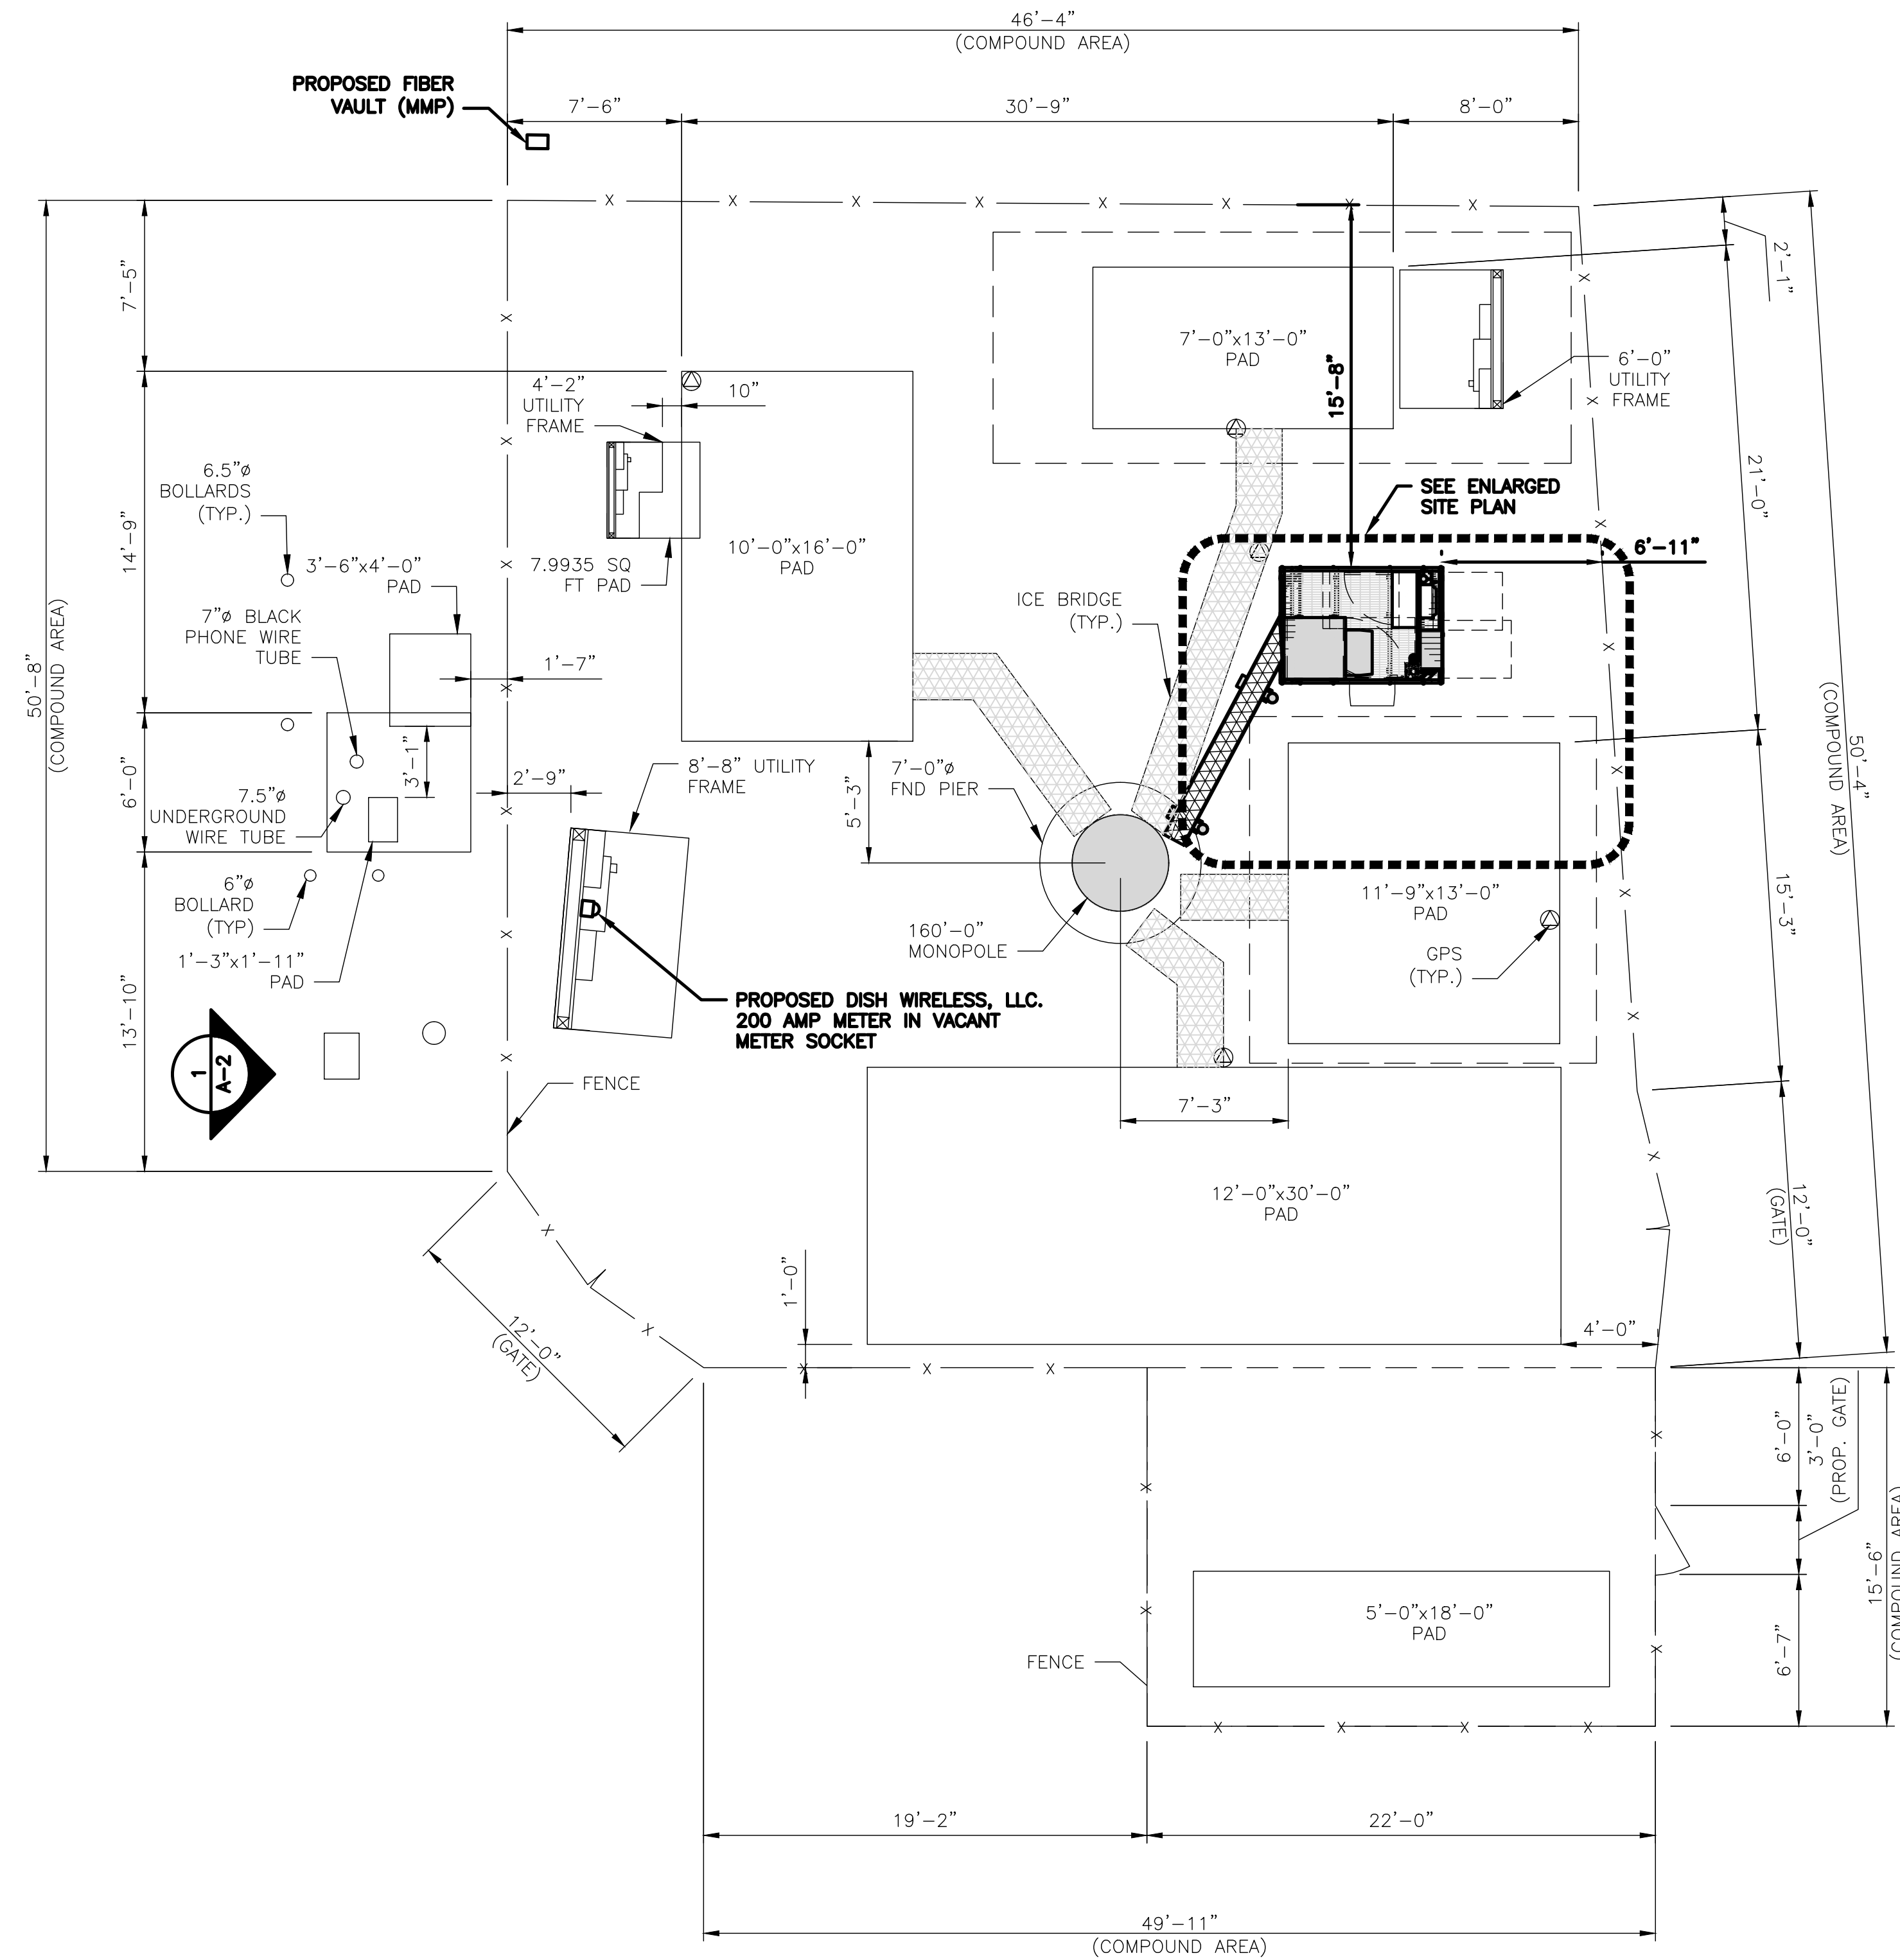 46'-4"
(COMPOUND AREA)
PROPOSED FIBER
VAULT (MMP)
7'-6"
30'-9"
8'-0"
X X X X X X X X
2'-1"
7'-5"
7'-0"x13'-0"
PAD
15'-8"
6'-0"
UTILITY
FRAME
4'-2"
UTILITY
FRAME
10"
21'-0"
6.5"ø
BOLLARDS
(TYP.)
SEE ENLARGED
SITE PLAN
14'-9"
10'-0"x16'-0"
PAD
7.9935 SQ
FT PAD
6'-11"
3'-6"x4'-0"
PAD
ICE BRIDGE
(TYP.)
7"ø BLACK
PHONE WIRE
TUBE
1'-7"
50'-8"
(COMPOUND AREA)
50'-4"
(COMPOUND AREA)
6'-0"
3'-1"
2'-9"
8'-8" UTILITY
FRAME
5'-3"
7'-0"ø
FND PIER
7.5"ø
UNDERGROUND
WIRE TUBE
6"ø
BOLLARD
(TYP)
1'-3"x1'-11"
PAD
11'-9"x13'-0"
PAD
15'-3"
160'-0"
MONOPOLE
GPS
(TYP.)
13'-10"
PROPOSED DISH WIRELESS, LLC.
200 AMP METER IN VACANT
METER SOCKET
1
A-2
FENCE
7'-3"
12'-0"x30'-0"
PAD
12'-0"
(GATE)
1'-0"
4'-0"
12'-0"
(GATE)
6'-0"
3'-0"
(PROP. GATE)
15'-6"
(COMPOUND AREA)
5'-0"x18'-0"
PAD
6'-7"
FENCE
19'-2"
22'-0"
49'-11"
(COMPOUND AREA)